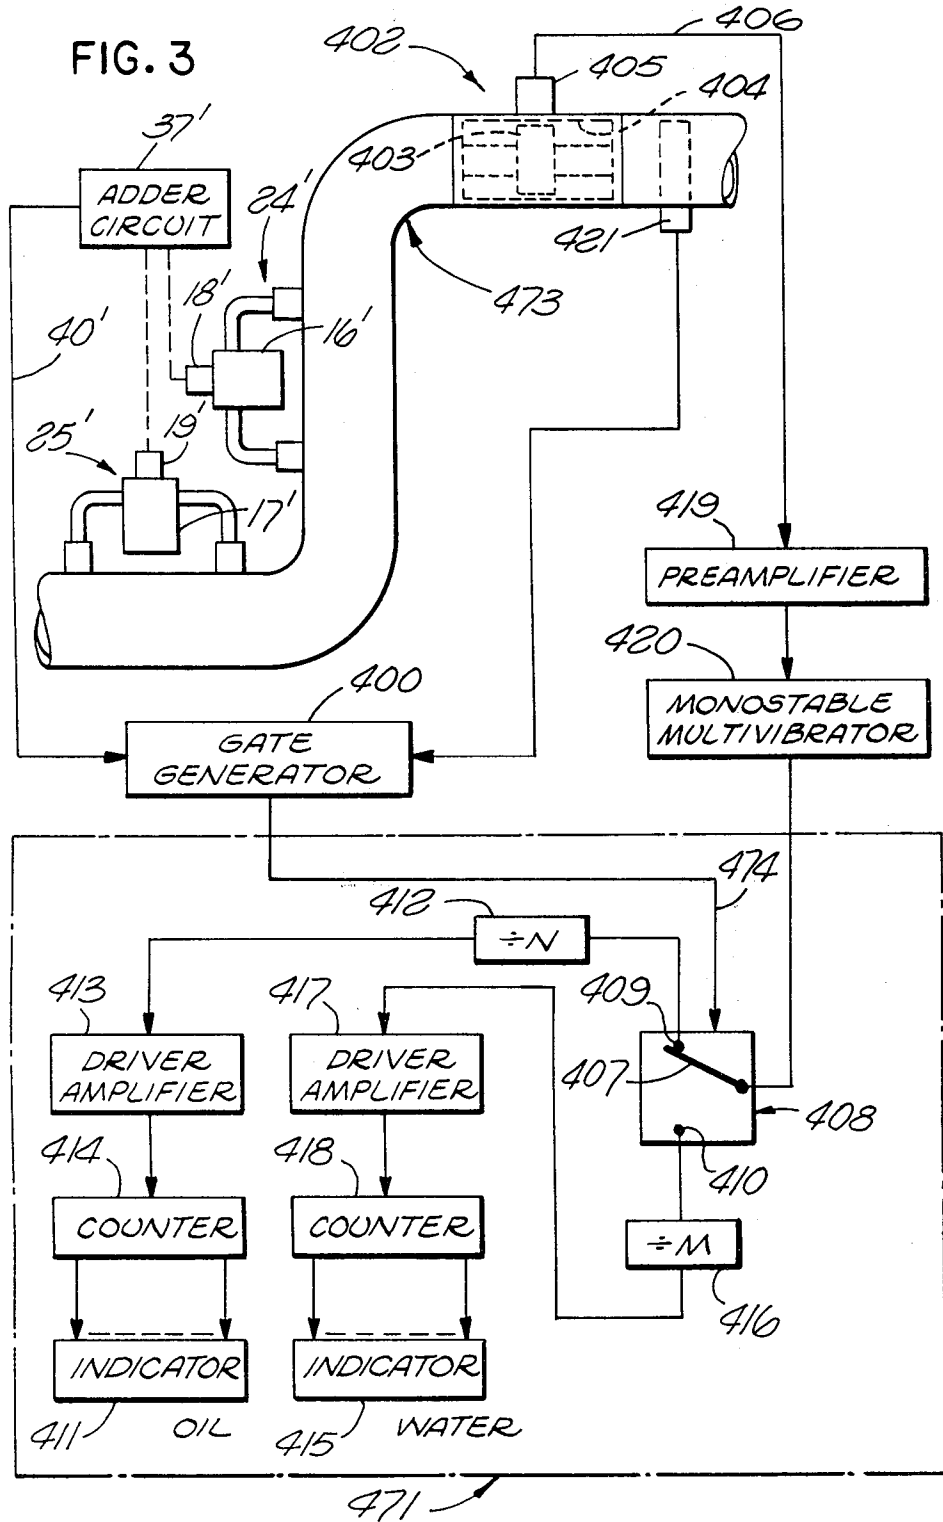 FIG. 3
402
406
405
404
403
37'
ADDER
CIRCUIT
24'
421
473
18'
16'
40'
19'
25'
17'
419
PREAMPLIFIER
420
MONOSTABLE
MULTIVIBRATOR
400
GATE
GENERATOR
474
412
÷N
413
417
409
DRIVER
AMPLIFIER
DRIVER
AMPLIFIER
407
408
414
418
410
COUNTER
COUNTER
÷M
416
INDICATOR
INDICATOR
411
OIL
415
WATER
471